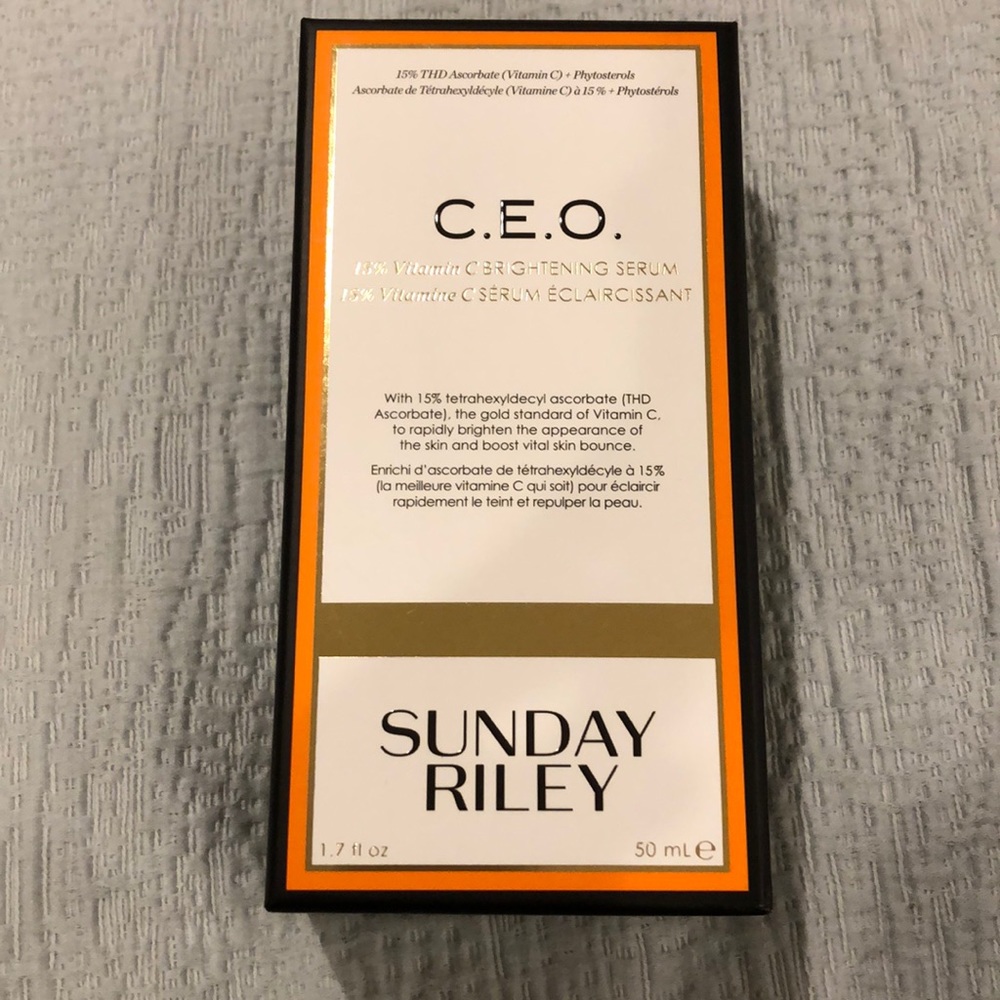 15% THD Ascorbate (Vitamin C) + Phytosterols
Ascorbate de Tétrahexyldécyle (Vitamine C) à 15 % + Phytostérols
C.E.O.
15% Vitamin C BRIGHTENING SERUM
15% Vitamine C SÉRUM ÉCLAIRCISSANT
With 15% tetrahexyldecyl ascorbate (THD
Ascorbate), the gold standard of Vitamin C,
to rapidly brighten the appearance of
the skin and boost vital skin bounce.
Enrichi d'ascorbate de tétrahexyldécyle à 15%
(la meilleure vitamine C qui soit) pour éclaircir
rapidement le teint et repulper la peau.
SUNDAY
RILEY
1.7 fl oz
50 mL ℮